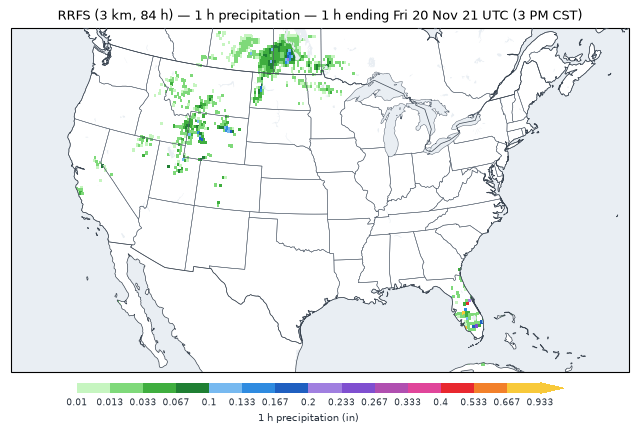 RRFS (3 km, 84 h) — 1 h precipitation — 1 h ending Fri 20 Nov 21 UTC (3 PM CST)
0.01 0.013 0.033 0.067 0.1 0.133 0.167 0.2 0.233 0.267 0.333 0.4 0.533 0.667 0.933
1 h precipitation (in)